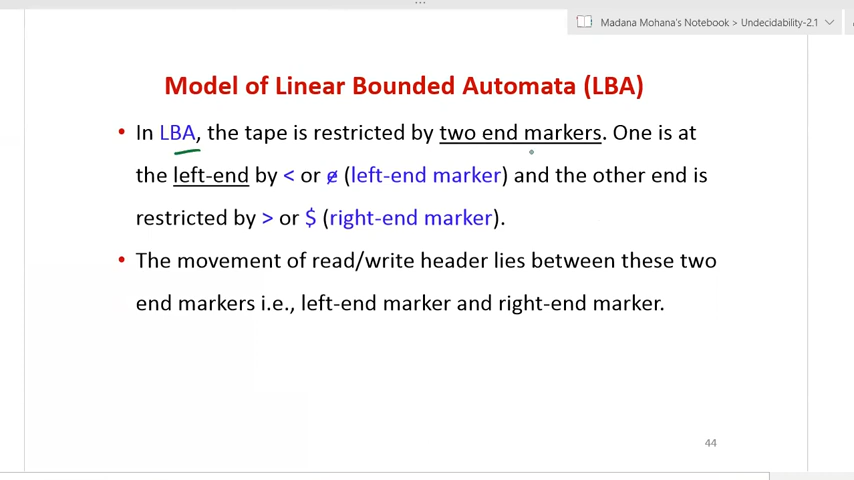 Madana Mohana's Notebook > Undecidability-2.1
Model of Linear Bounded Automata (LBA)
• In LBA, the tape is restricted by two end markers. One is at
the left-end by < or ɇ (left-end marker) and the other end is
restricted by > or $ (right-end marker).
• The movement of read/write header lies between these two
end markers i.e., left-end marker and right-end marker.
44